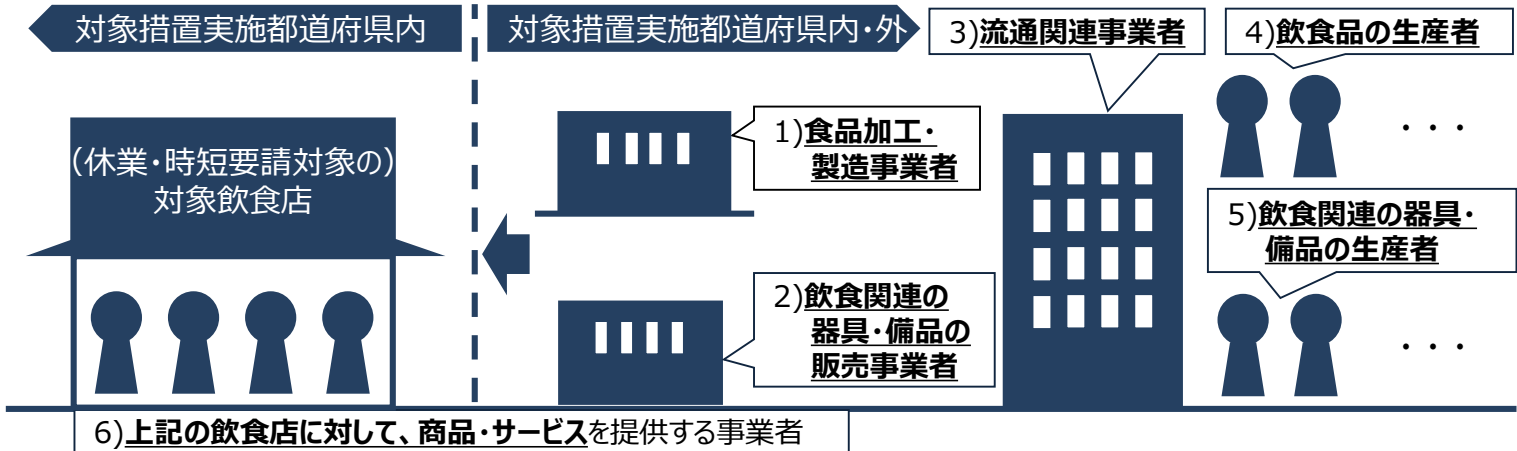 対象措置実施都道府県内
対象措置実施都道府県内・外
3)流通関連事業者
4)飲食品の生産者
(休業・時短要請対象の)
対象飲食店
1)食品加工・
製造事業者
・・・
5)飲食関連の器具・
備品の生産者
2)飲食関連の
器具・備品の
販売事業者
・・・
6)上記の飲食店に対して、商品・サービスを提供する事業者